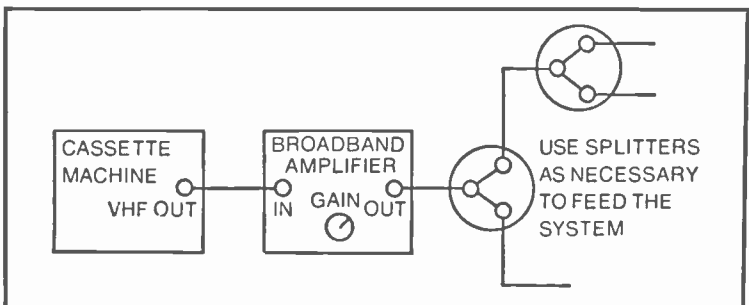 CASSETTE
MACHINE
VHF OUT
BROADBAND
AMPLIFIER
IN
GAIN
OUT
USE SPLITTERS
AS NECESSARY
TO FEED THE
SYSTEM